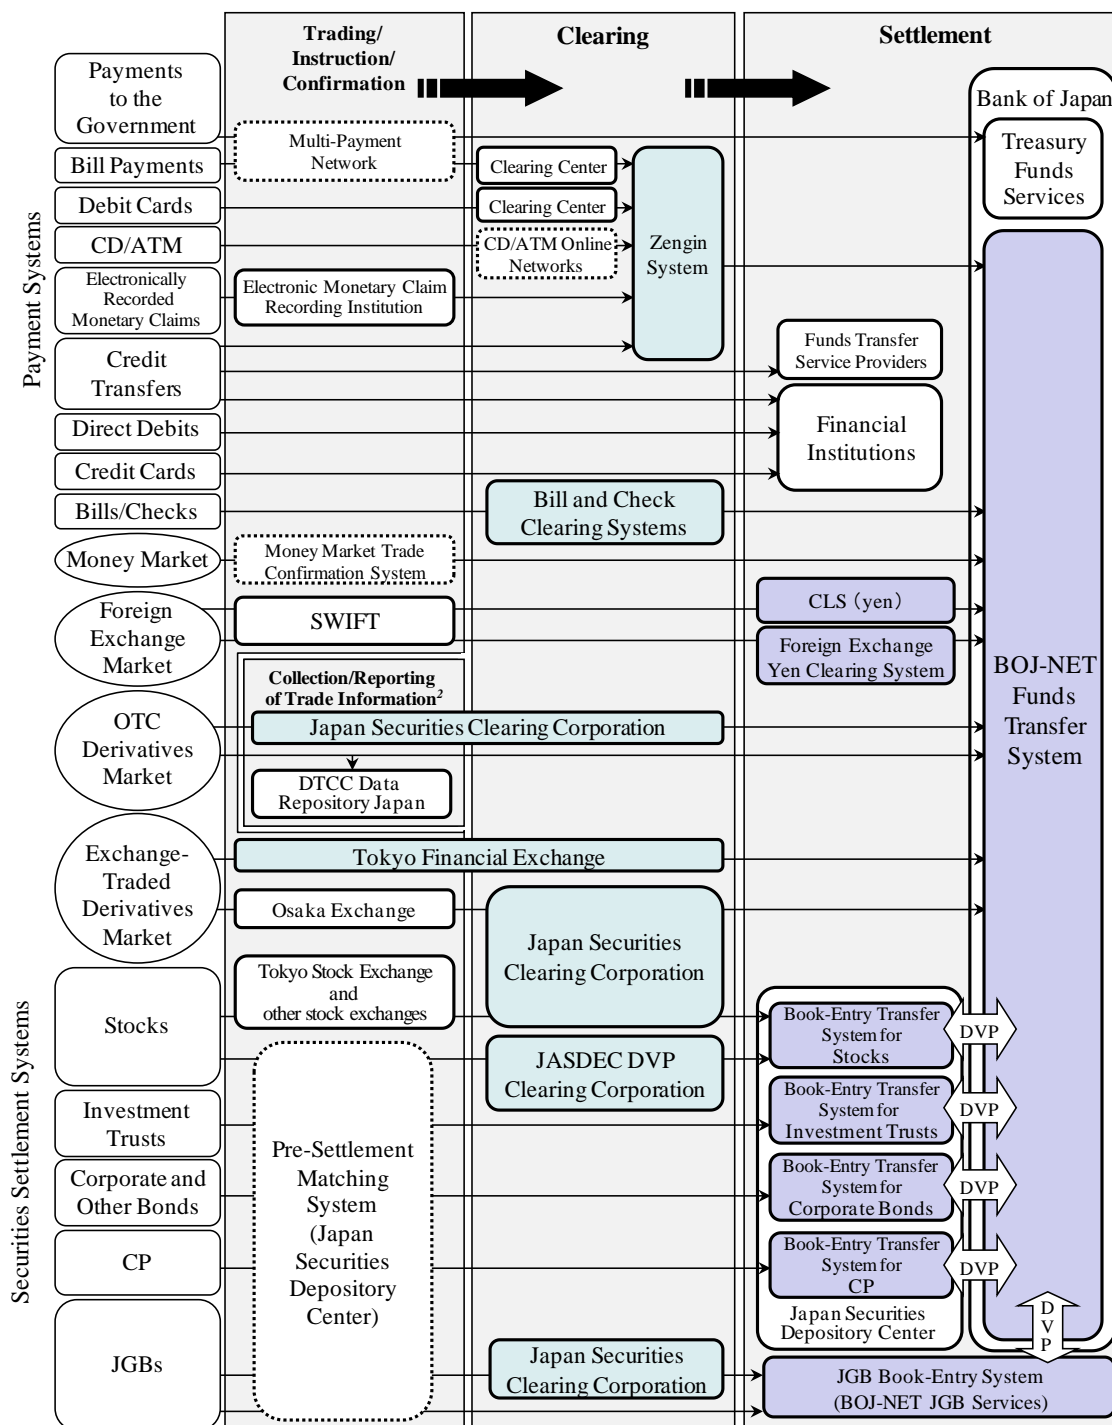 Trading/
Instruction/
Confirmation
Clearing
Settlement
Payment Systems
Payments
to the
Government
Bill Payments
Debit Cards
CD/ATM
Electronically
Recorded
Monetary Claims
Credit
Transfers
Direct Debits
Credit Cards
Bills/Checks
Money Market
Foreign
Exchange
Market
OTC
Derivatives
Market
Exchange-
Traded
Derivatives
Market
Securities Settlement Systems
Stocks
Investment
Trusts
Corporate and
Other Bonds
CP
JGBs
Multi-Payment
Network
Electronic Monetary Claim
Recording Institution
Money Market Trade
Confirmation System
SWIFT
Collection/Reporting
of Trade Information²
Japan Securities Clearing Corporation
DTCC Data
Repository Japan
Tokyo Financial Exchange
Osaka Exchange
Tokyo Stock Exchange
and
other stock exchanges
Pre-Settlement
Matching
System
(Japan
Securities
Depository
Center)
Clearing Center
Clearing Center
CD/ATM Online
Networks
Zengin
System
Bill and Check
Clearing Systems
Japan Securities
Clearing Corporation
JASDEC DVP
Clearing Corporation
Japan Securities
Clearing Corporation
Funds Transfer
Service Providers
Financial
Institutions
CLS（yen）
Foreign Exchange
Yen Clearing System
Book-Entry Transfer
System for
Stocks
DVP
Book-Entry Transfer
System for
Investment Trusts
DVP
Book-Entry Transfer
System for
Corporate Bonds
DVP
Book-Entry Transfer
System for
CP
DVP
Japan Securities
Depository Center
Bank of Japan
Treasury
Funds
Services
BOJ-NET
Funds
Transfer
System
D
V
P
JGB Book-Entry System
(BOJ-NET JGB Services)